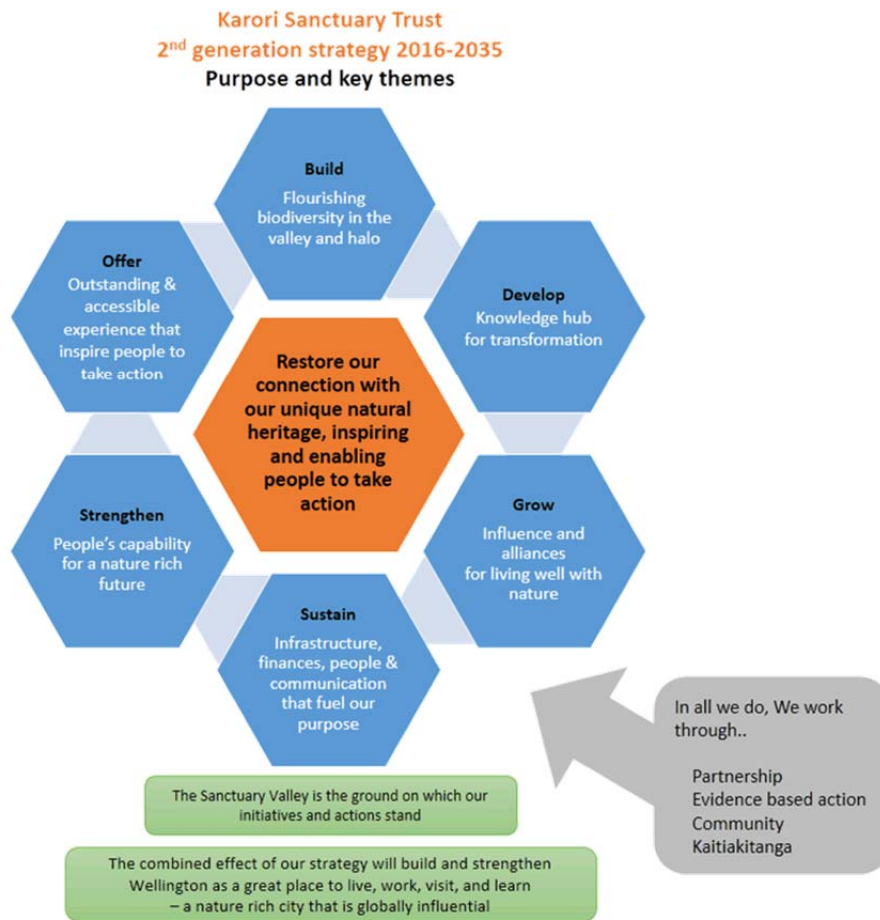 Karori Sanctuary Trust
2nd generation strategy 2016-2035
Purpose and key themes
Build
Flourishing
biodiversity in the
valley and halo
Offer
Outstanding &
accessible
experience that
inspire people to
take action
Develop
Knowledge hub
for transformation
Restore our
connection with
our unique natural
heritage, inspiring
and enabling
people to take
action
Strengthen
People's capability
for a nature rich
future
Grow
Influence and
alliances
for living well with
nature
Sustain
Infrastructure,
finances, people &
communication
that fuel our
purpose
In all we do, We work
through..
Partnership
Evidence based action
Community
Kaitiakitanga
The Sanctuary Valley is the ground on which our
initiatives and actions stand
The combined effect of our strategy will build and strengthen
Wellington as a great place to live, work, visit, and learn
– a nature rich city that is globally influential